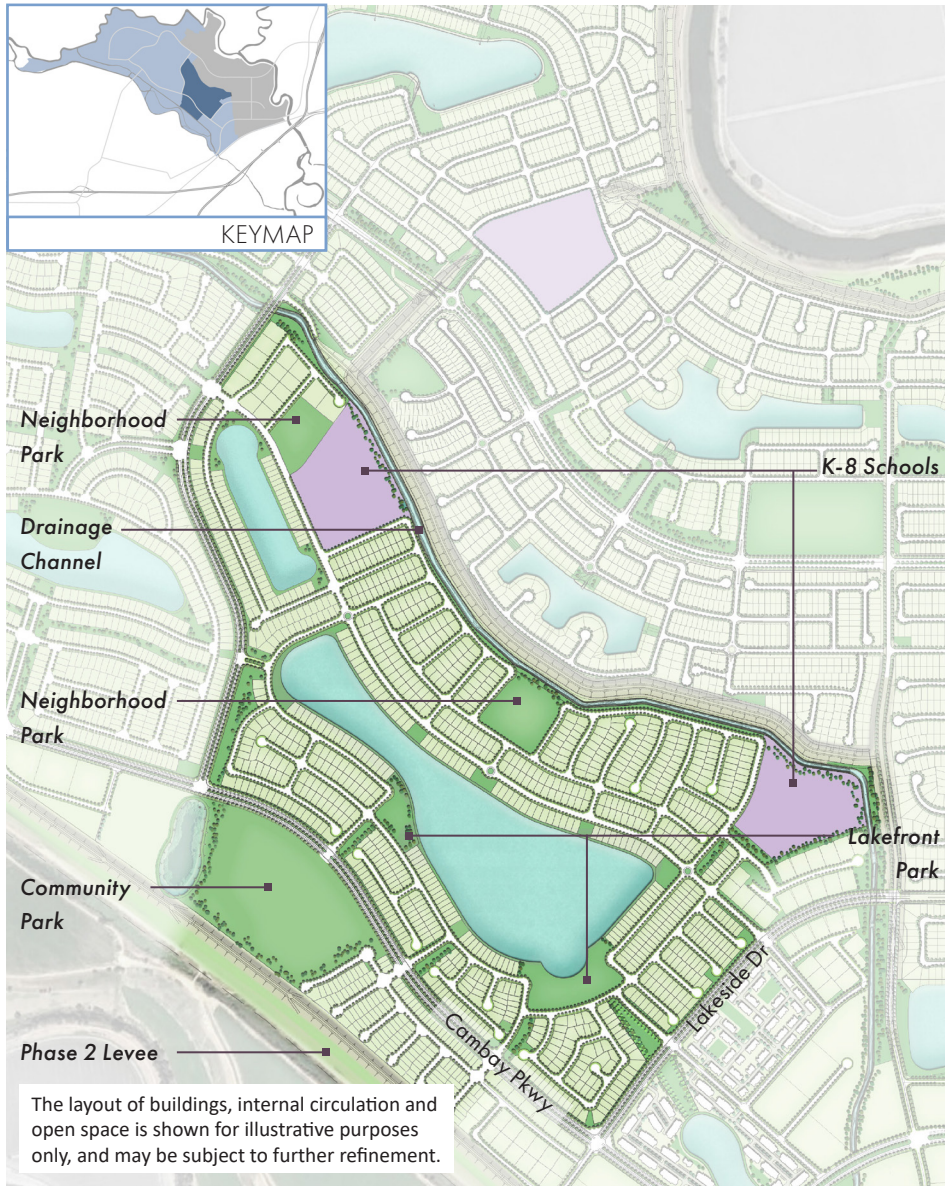 KEYMAP
Neighborhood
Park
K-8 Schools
Drainage
Channel
Neighborhood
Park
Lakefront
Park
Community
Park
Lakeside Dr
Cambay Pkwy
Phase 2 Levee
The layout of buildings, internal circulation and
open space is shown for illustrative purposes
only, and may be subject to further refinement.